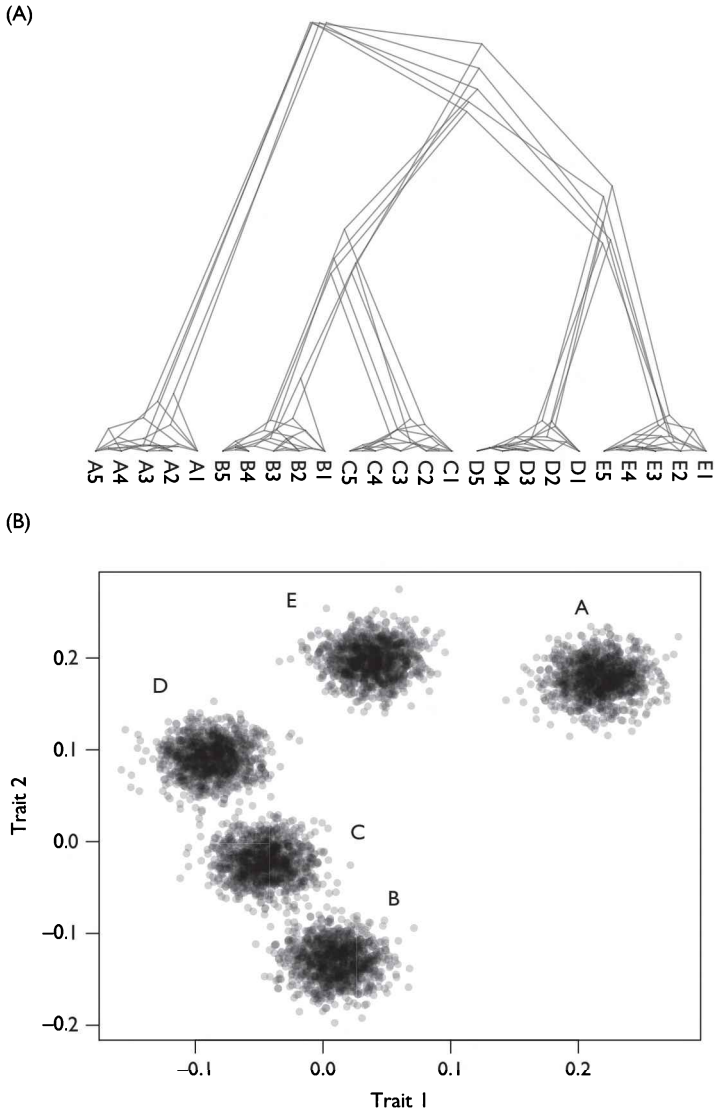 (A)
A5 A4 A3 A2 A1 B5 B4 B3 B2 B1 C5 C4 C3 C2 C1 D5 D4 D3 D2 D1 E5 E4 E3 E2 E1
(B)
E
A
D
C
B
0.2
0.1
0.0
–0.1
–0.2
Trait 2
–0.1 0.0 0.1 0.2
Trait 1